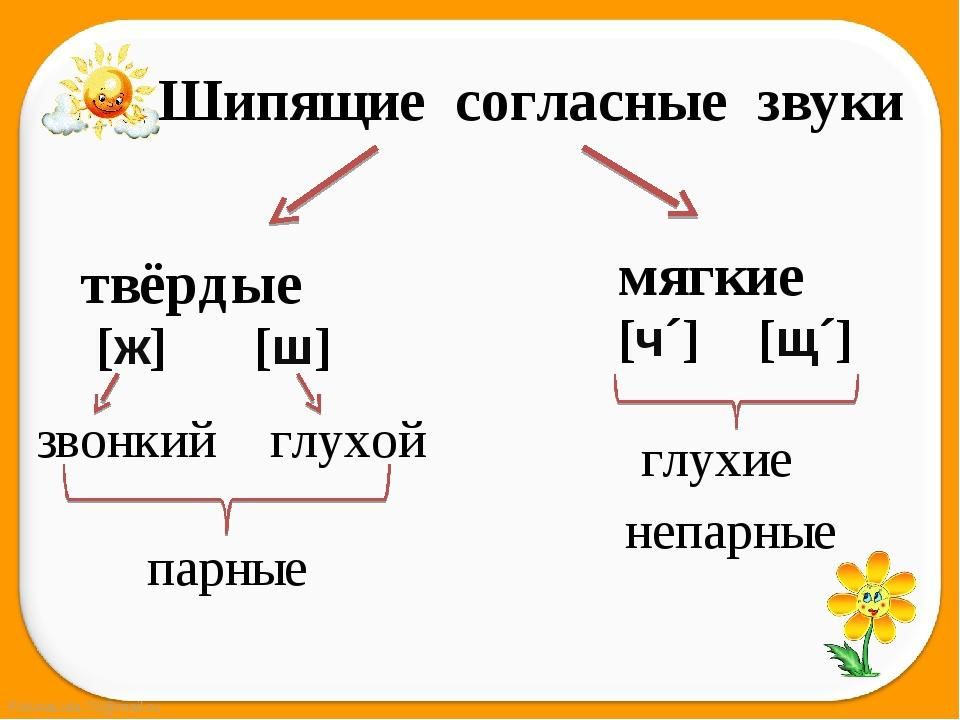 Шипящие согласные звуки
твёрдые
[ж] [ш]
звонкий глухой
парные
мягкие
[ч´] [щ´]
глухие
непарные